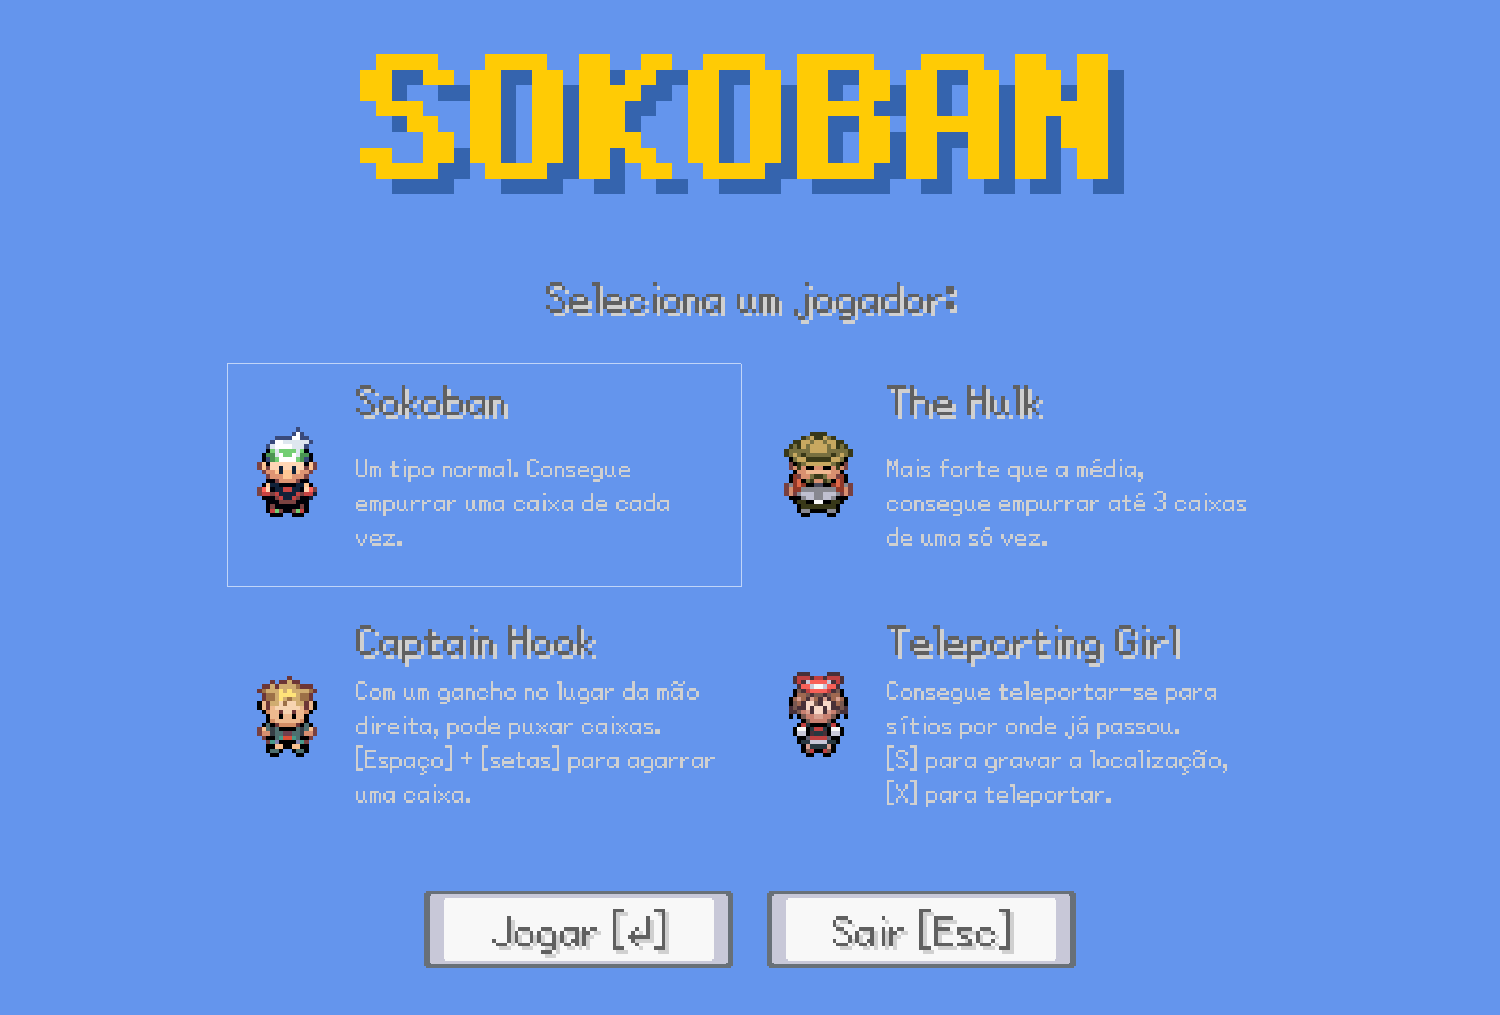 SOKOBAN
Seleciona um jogador:
Sokoban
Um tipo normal. Consegue
empurrar uma caixa de cada
vez.
The Hulk
Mais forte que a média,
consegue empurrar até 3 caixas
de uma só vez.
Captain Hook
Com um gancho no lugar da mão
direita, pode puxar caixas.
[Espaço] + [setas] para agarrar
uma caixa.
Teleporting Girl
Consegue teleportar-se para
sítios por onde já passou.
[S] para gravar a localização,
[X] para teleportar.
Jogar [↵]
Sair [Esc]